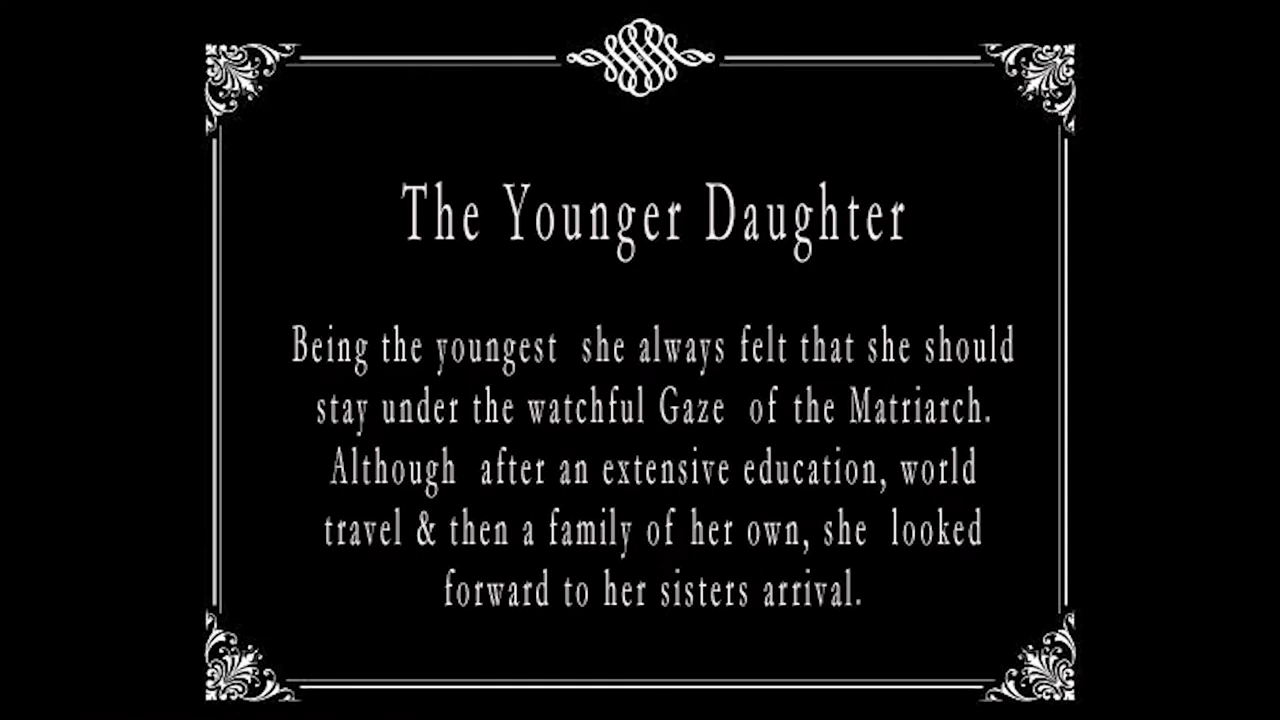 The Younger Daughter
Being the youngest she always felt that she should
stay under the watchful Gaze of the Matriarch.
Although after an extensive education, world
travel & then a family of her own, she looked
forward to her sisters arrival.